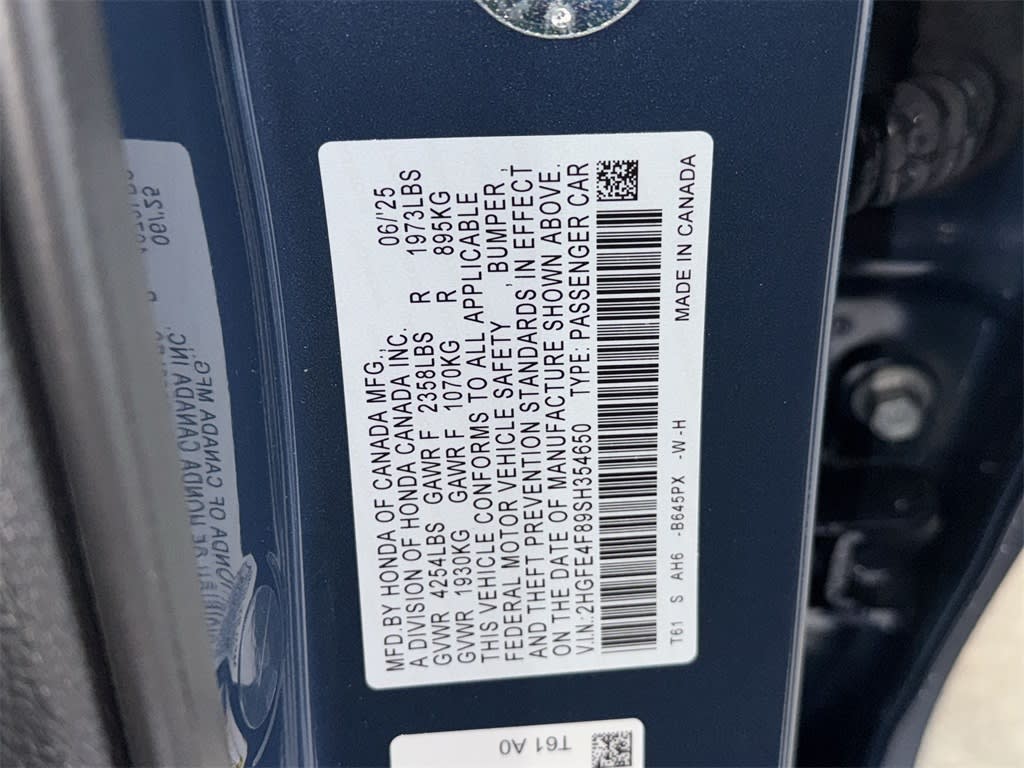 MFD.BY HONDA OF CANADA MFG., 06/'25
A DIVISION OF HONDA CANADA INC.
GVWR 4254LBS GAWR F 2358LBS R 1973LBS
GVWR 1930KG GAWR F 1070KG R 895KG
THIS VEHICLE CONFORMS TO ALL APPLICABLE
FEDERAL MOTOR VEHICLE SAFETY , BUMPER ,
AND THEFT PREVENTION STANDARDS , IN EFFECT
ON THE DATE OF MANUFACTURE SHOWN ABOVE.
V.I.N.:2HGFE4F89SH354650 TYPE: PASSENGER CAR
MADE IN CANADA
T61 S AH6 -B645PX -W-H
T61 A0